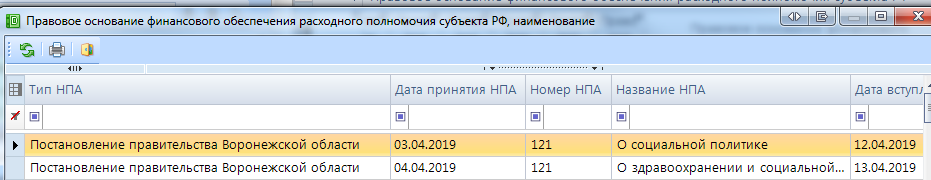 Правовое основание финансового обеспечения расходного полномочия субъекта РФ, наименование
Тип НПА Дата принятия НПА Номер НПА Название НПА Дата вступл
Постановление правительства Воронежской области 03.04.2019 121 О социальной политике 12.04.2019
Постановление правительства Воронежской области 04.04.2019 121 О здравоохранении и социальной... 13.04.2019